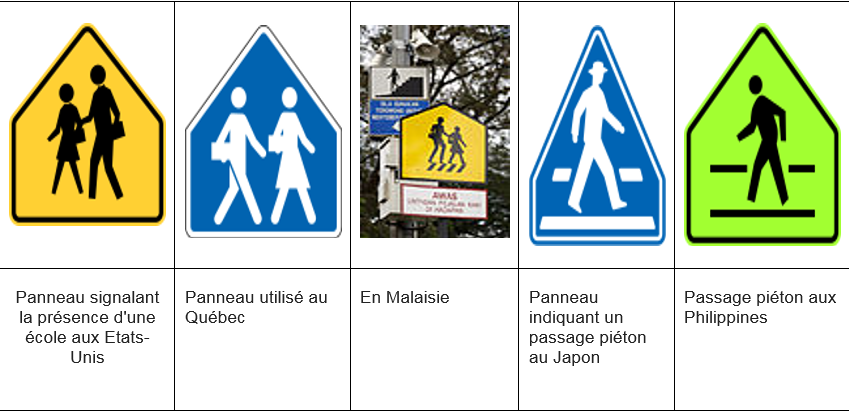 AWAS
Panneau signalant
la présence d'une
école aux Etats-
Unis
Panneau utilisé au
Québec
En Malaisie
Panneau
indiquant un
passage piéton
au Japon
Passage piéton aux
Philippines